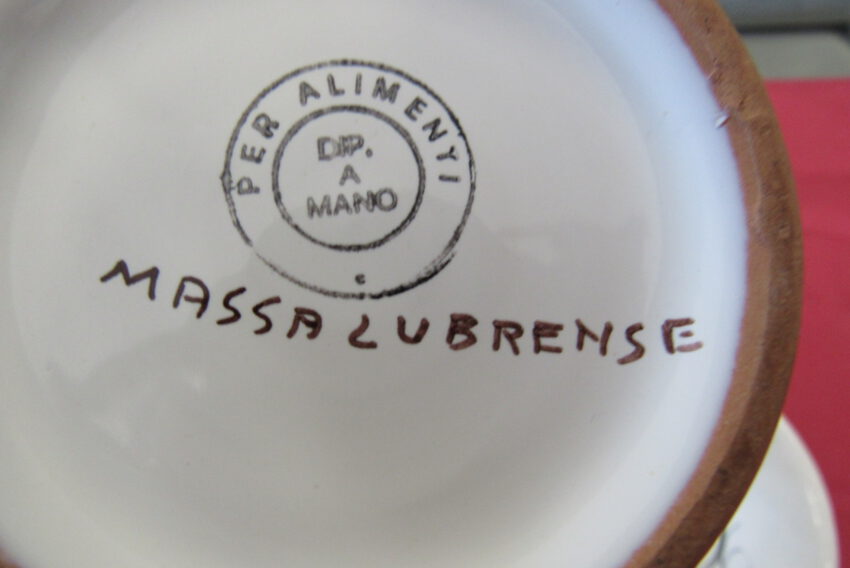 PER ALIMENTI
DIP.
A
MANO
C
MASSA LUBRENSE